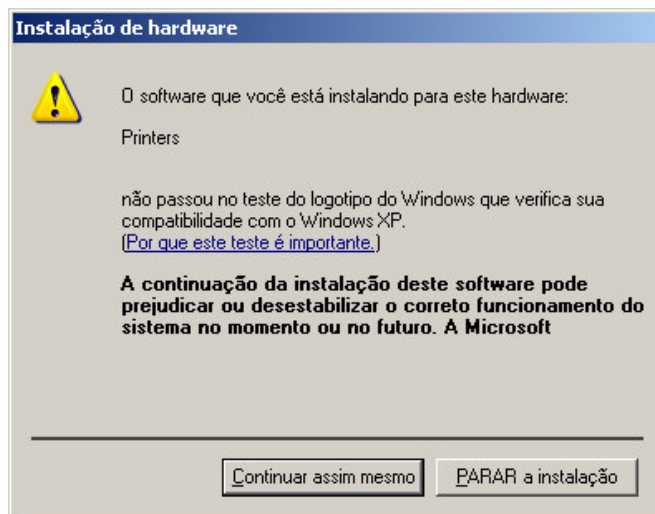 Instalação de hardware
O software que você está instalando para este hardware:
Printers
não passou no teste do logotipo do Windows que verifica sua
compatibilidade com o Windows XP.
(Por que este teste é importante.)
A continuação da instalação deste software pode
prejudicar ou desestabilizar o correto funcionamento do
sistema no momento ou no futuro. A Microsoft
Continuar assim mesmo
PARAR a instalação